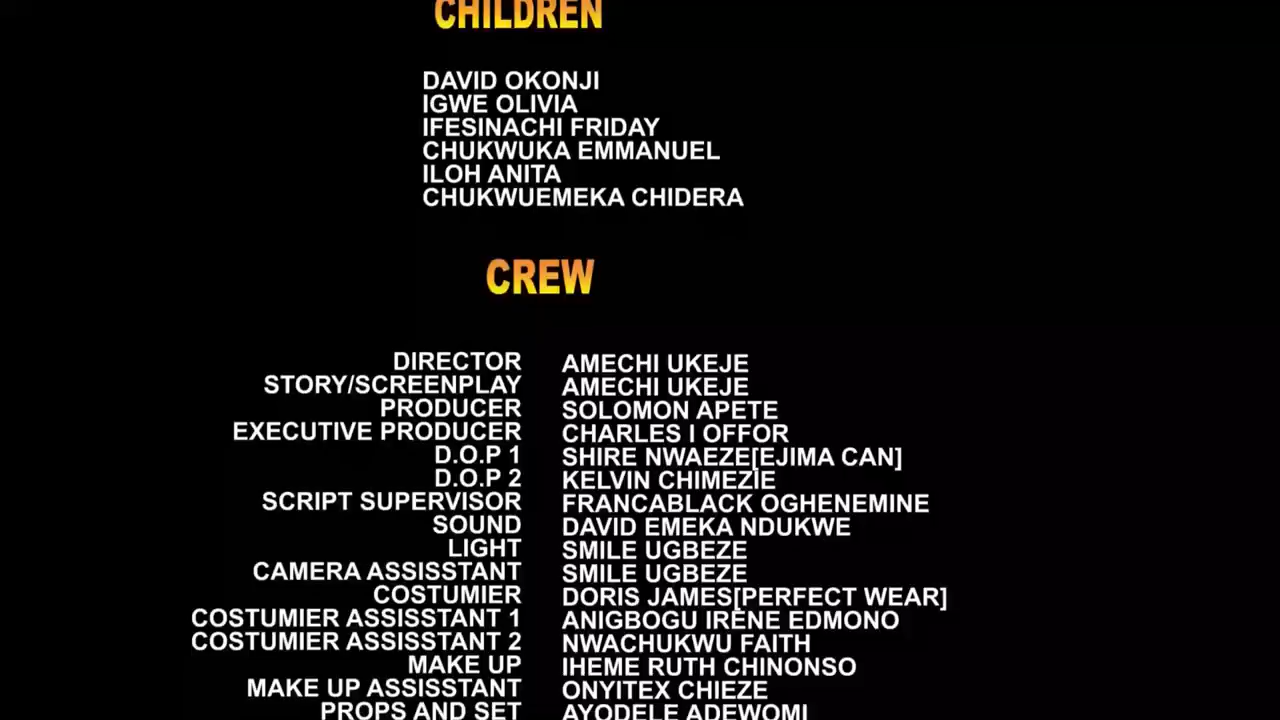 CHILDREN
DAVID OKONJI
IGWE OLIVIA
IFESINACHI FRIDAY
CHUKWUKA EMMANUEL
ILOH ANITA
CHUKWUEMEKA CHIDERA
CREW
DIRECTOR AMECHI UKEJE
STORY/SCREENPLAY AMECHI UKEJE
PRODUCER SOLOMON APETE
EXECUTIVE PRODUCER CHARLES I OFFOR
D.O.P 1 SHIRE NWAEZE[EJIMA CAN]
D.O.P 2 KELVIN CHIMEZIE
SCRIPT SUPERVISOR FRANCABLACK OGHENEMINE
SOUND DAVID EMEKA NDUKWE
LIGHT SMILE UGBEZE
CAMERA ASSISSTANT SMILE UGBEZE
COSTUMIER DORIS JAMES[PERFECT WEAR]
COSTUMIER ASSISSTANT 1 ANIGBOGU IRENE EDMONO
COSTUMIER ASSISSTANT 2 NWACHUKWU FAITH
MAKE UP IHEME RUTH CHINONSO
MAKE UP ASSISSTANT ONYITEX CHIEZE
PROPS AND SET AYODELE ADEWOMI